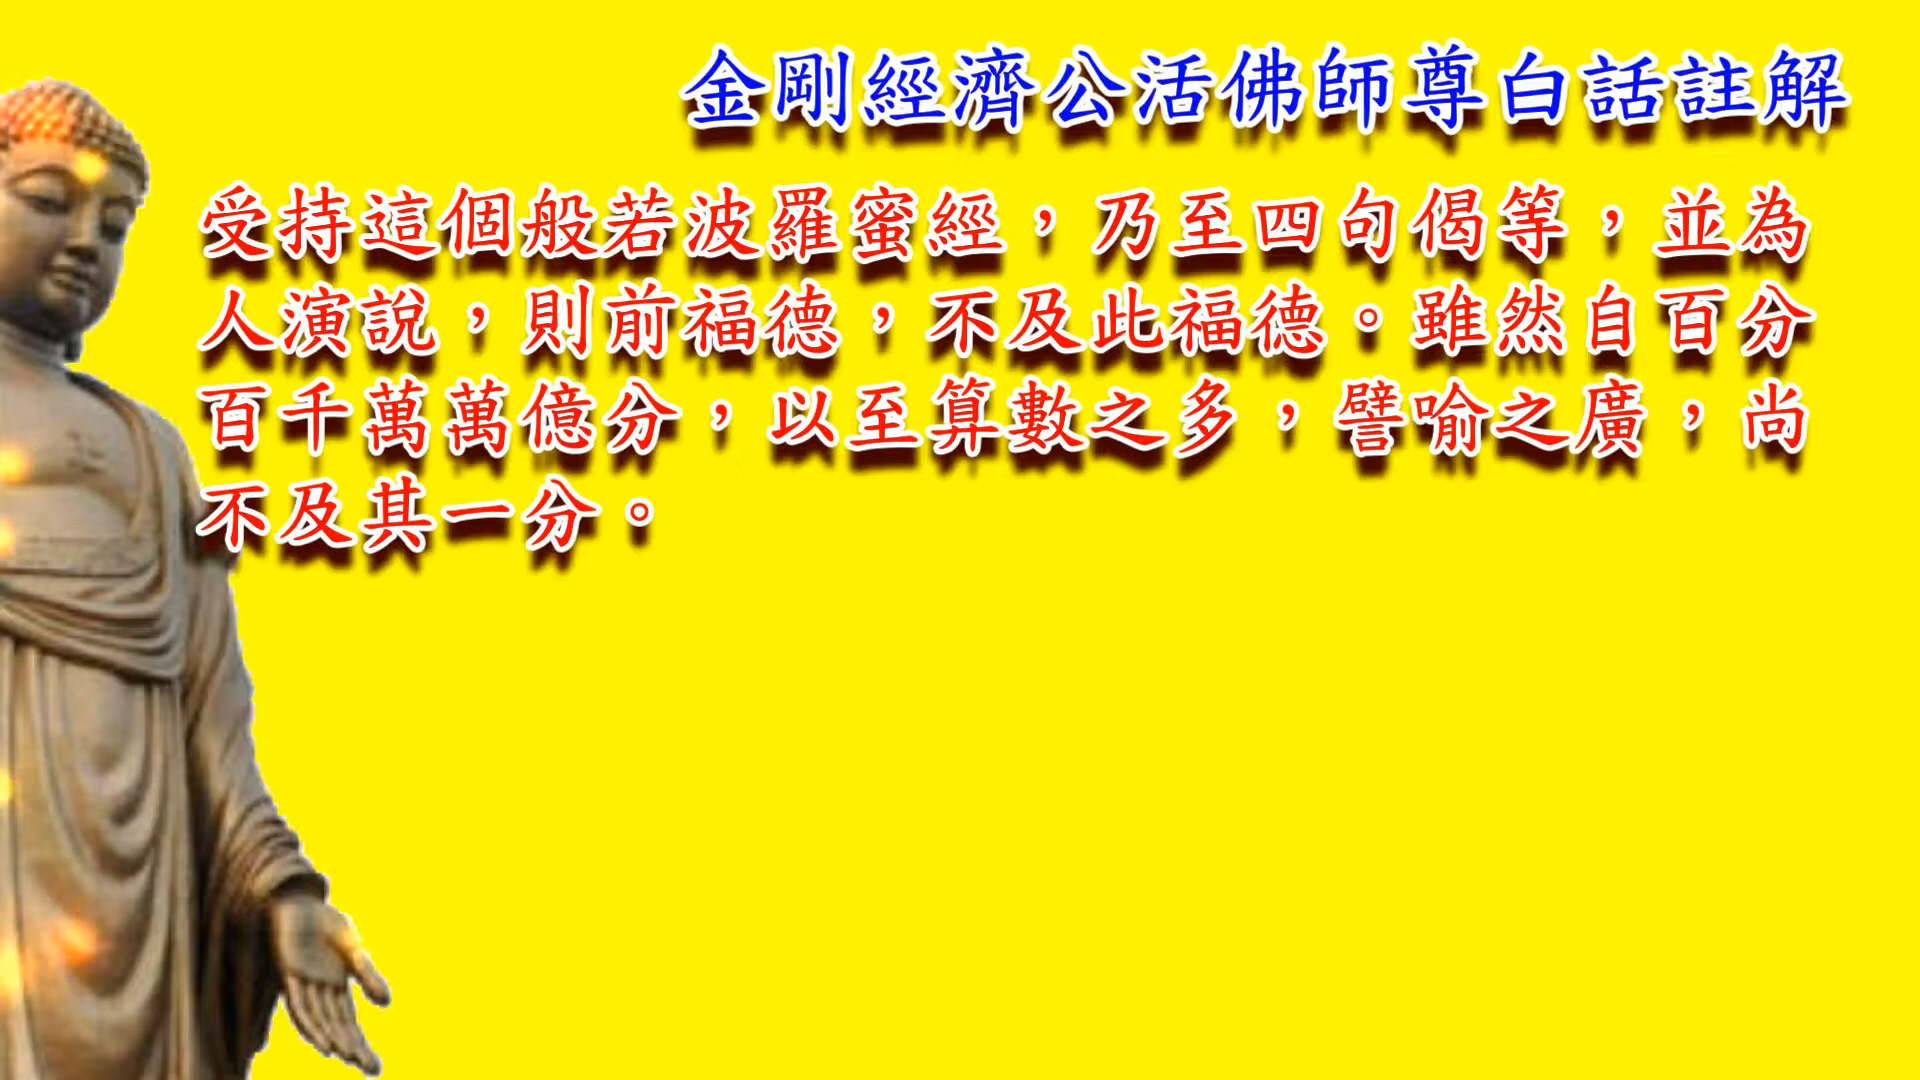 金剛經濟公活佛師尊白話註解
受持這個般若波羅蜜經，乃至四句偈等，並為
人演說，則前福德，不及此福德。雖然自百分
百千萬萬億分，以至算數之多，譬喻之廣，尚
不及其一分。